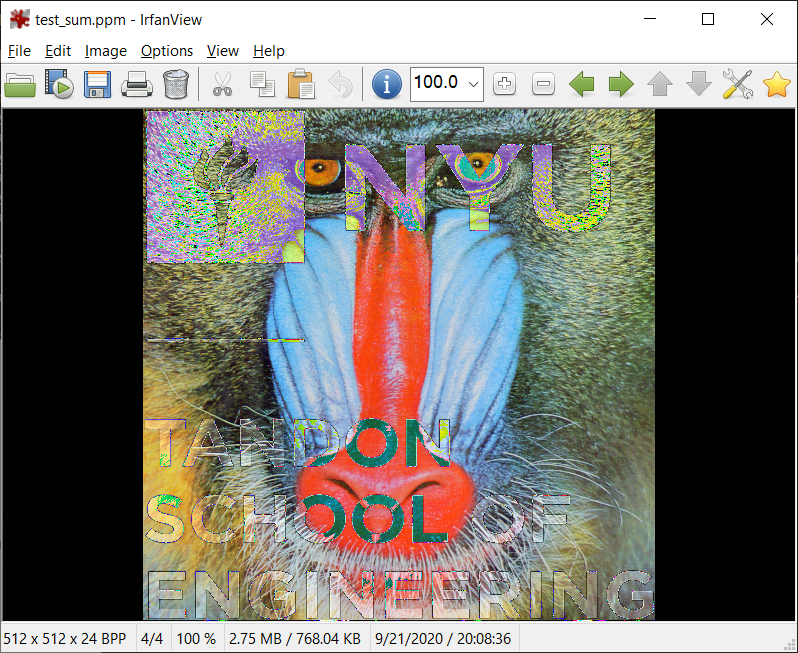 test_sum.ppm - IrfanView
File Edit Image Options View Help
100.0
NYU
TANDON
SCHOOL OF
ENGINEERING
512 x 512 x 24 BPP 4/4 100 % 2.75 MB / 768.04 KB 9/21/2020 / 20:08:36